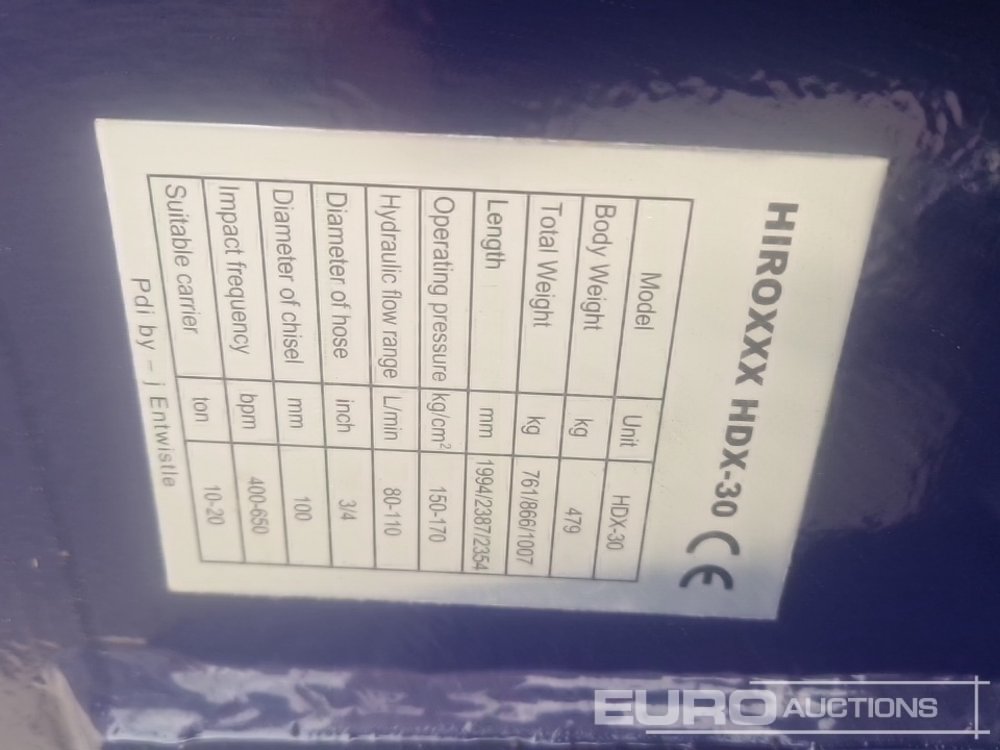 HIROXXX HDX-30 CE
Model Unit HDX-30
Body Weight kg 479
Total Weight kg 761/866/1007
Length mm 1994/2387/2354
Operating pressure kg/cm² 150-170
Hydraulic flow range L/min 80-110
Diameter of hose inch 3/4
Diameter of chisel mm 100
Impact frequency bpm 400-650
Suitable carrier ton 10-20
Pdi by – j Entwistle
EURO AUCTIONS